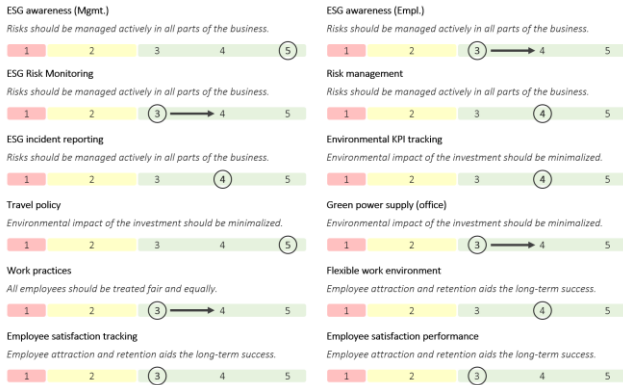 ESG awareness (Mgmt.)
Risks should be managed actively in all parts of the business.
1 2 3 4 5
ESG awareness (Empl.)
Risks should be managed actively in all parts of the business.
1 2 3 4 5
ESG Risk Monitoring
Risks should be managed actively in all parts of the business.
1 2 3 4 5
Risk management
Risks should be managed actively in all parts of the business.
1 2 3 4 5
ESG incident reporting
Risks should be managed actively in all parts of the business.
1 2 3 4 5
Environmental KPI tracking
Environmental impact of the investment should be minimalized.
1 2 3 4 5
Travel policy
Environmental impact of the investment should be minimalized.
1 2 3 4 5
Green power supply (office)
Environmental impact of the investment should be minimalized.
1 2 3 4 5
Work practices
All employees should be treated fair and equally.
1 2 3 4 5
Flexible work environment
Employee attraction and retention aids the long-term success.
1 2 3 4 5
Employee satisfaction tracking
Employee attraction and retention aids the long-term success.
1 2 3 4 5
Employee satisfaction performance
Employee attraction and retention aids the long-term success.
1 2 3 4 5